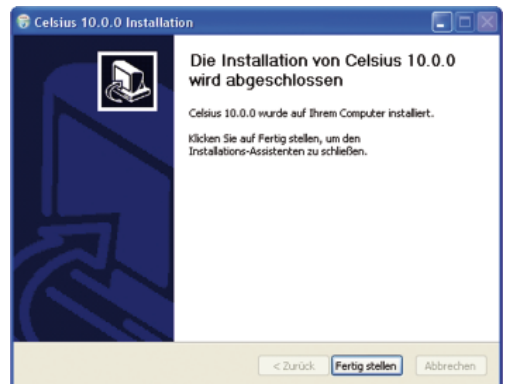 Celsius 10.0.0 Installation
Die Installation von Celsius 10.0.0
wird abgeschlossen
Celsius 10.0.0 wurde auf Ihrem Computer installiert.
Klicken Sie auf Fertig stellen, um den
Installations-Assistenten zu schließen.
< Zurück Fertig stellen Abbrechen